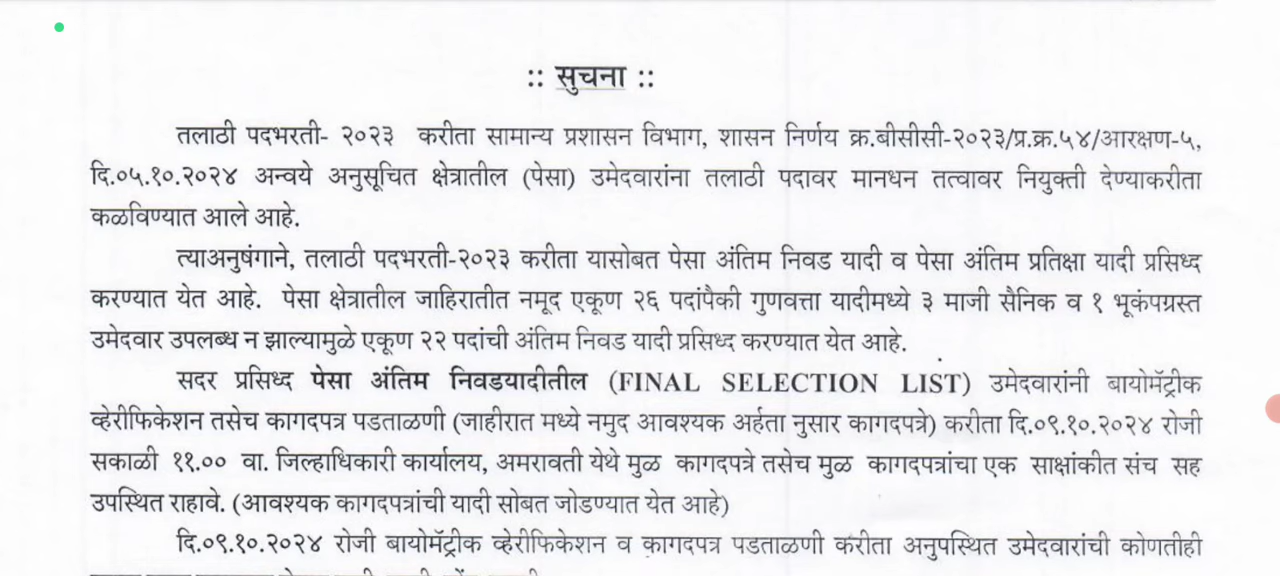 :: सुचना ::
तलाठी पदभरती- २०२३ करीता सामान्य प्रशासन विभाग, शासन निर्णय क्र.बीसीसी-२०२३/प्र.क्र.५४/आरक्षण-५,
दि.०५.१०.२०२४ अन्वये अनुसूचित क्षेत्रातील (पेसा) उमेदवारांना तलाठी पदावर मानधन तत्वावर नियुक्ती देण्याकरीता
कळविण्यात आले आहे.
त्याअनुषंगाने, तलाठी पदभरती-२०२३ करीता यासोबत पेसा अंतिम निवड यादी व पेसा अंतिम प्रतिक्षा यादी प्रसिध्द
करण्यात येत आहे. पेसा क्षेत्रातील जाहिरातीत नमूद एकूण २६ पदांपैकी गुणवत्ता यादीमध्ये ३ माजी सैनिक व १ भूकंपग्रस्त
उमेदवार उपलब्ध न झाल्यामुळे एकूण २२ पदांची अंतिम निवड यादी प्रसिध्द करण्यात येत आहे.
सदर प्रसिध्द पेसा अंतिम निवडयादीतील (FINAL SELECTION LIST) उमेदवारांनी बायोमॅट्रीक
व्हेरीफिकेशन तसेच कागदपत्र पडताळणी (जाहीरात मध्ये नमुद आवश्यक अर्हता नुसार कागदपत्रे) करीता दि.०९.१०.२०२४ रोजी
सकाळी ११.०० वा. जिल्हाधिकारी कार्यालय, अमरावती येथे मुळ कागदपत्रे तसेच मुळ कागदपत्रांचा एक साक्षांकीत संच सह
उपस्थित राहावे. (आवश्यक कागदपत्रांची यादी सोबत जोडण्यात येत आहे)
दि.०९.१०.२०२४ रोजी बायोमॅट्रीक व्हेरीफिकेशन व कागदपत्र पडताळणी करीता अनुपस्थित उमेदवारांची कोणतीही